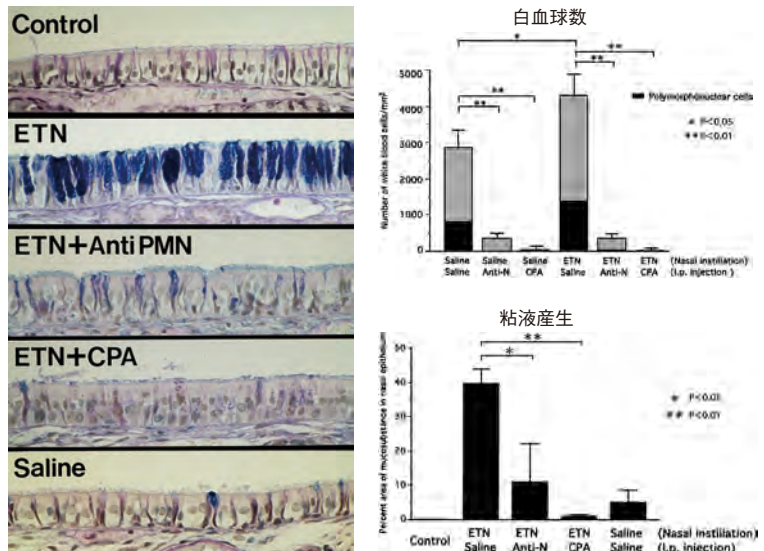 Control
ETN
ETN+Anti PMN
ETN+CPA
Saline
白血球数
Number of white blood cells/mm³
5000
4000
3000
2000
1000
0
*
**
**
**
**
Polymorphonuclear cells
* P<0.05
** P<0.01
Saline Saline Saline ETN ETN ETN (Nasal instillation)
Saline Anti-N CPA Saline Anti-N CPA (I.p. injection)
粘液産生
Percent area of mucosubstance in nasal epithelium
50
40
30
20
10
0
**
*
**
P<0.01
Control
ETN ETN ETN Saline (Nasal instillation)
Saline Anti-N CPA Saline (I.p. injection)